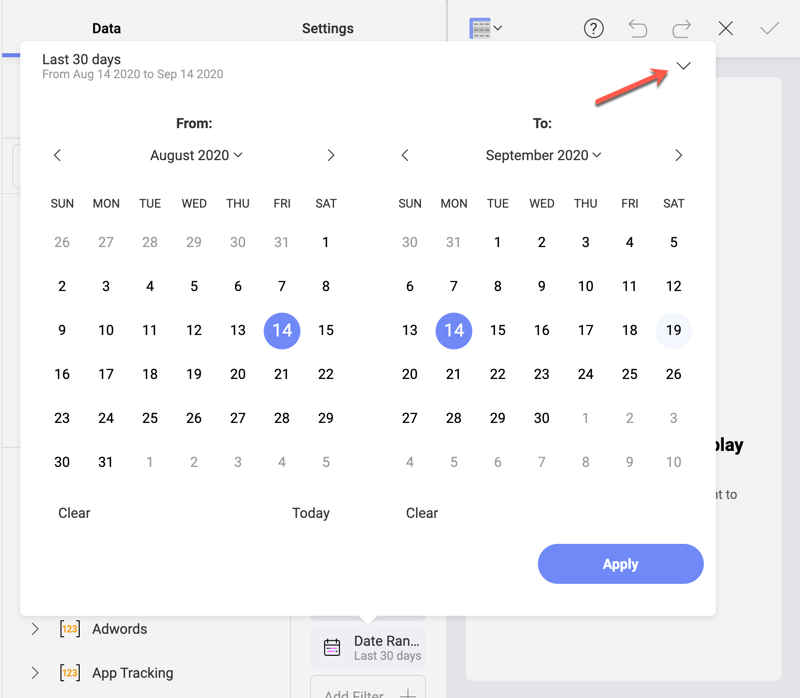 Data Settings
Last 30 days
From Aug 14 2020 to Sep 14 2020
From:
August 2020
SUN MON TUE WED THU FRI SAT
26 27 28 29 30 31 1
2 3 4 5 6 7 8
9 10 11 12 13 14 15
16 17 18 19 20 21 22
23 24 25 26 27 28 29
30 31 1 2 3 4 5
Clear Today
To:
September 2020
SUN MON TUE WED THU FRI SAT
30 31 1 2 3 4 5
6 7 8 9 10 11 12
13 14 15 16 17 18 19
20 21 22 23 24 25 26
27 28 29 30 1 2 3
4 5 6 7 8 9 10
Clear
Apply
to
123 Adwords
123 App Tracking
Date Ran...
Last 30 days
Add Filter